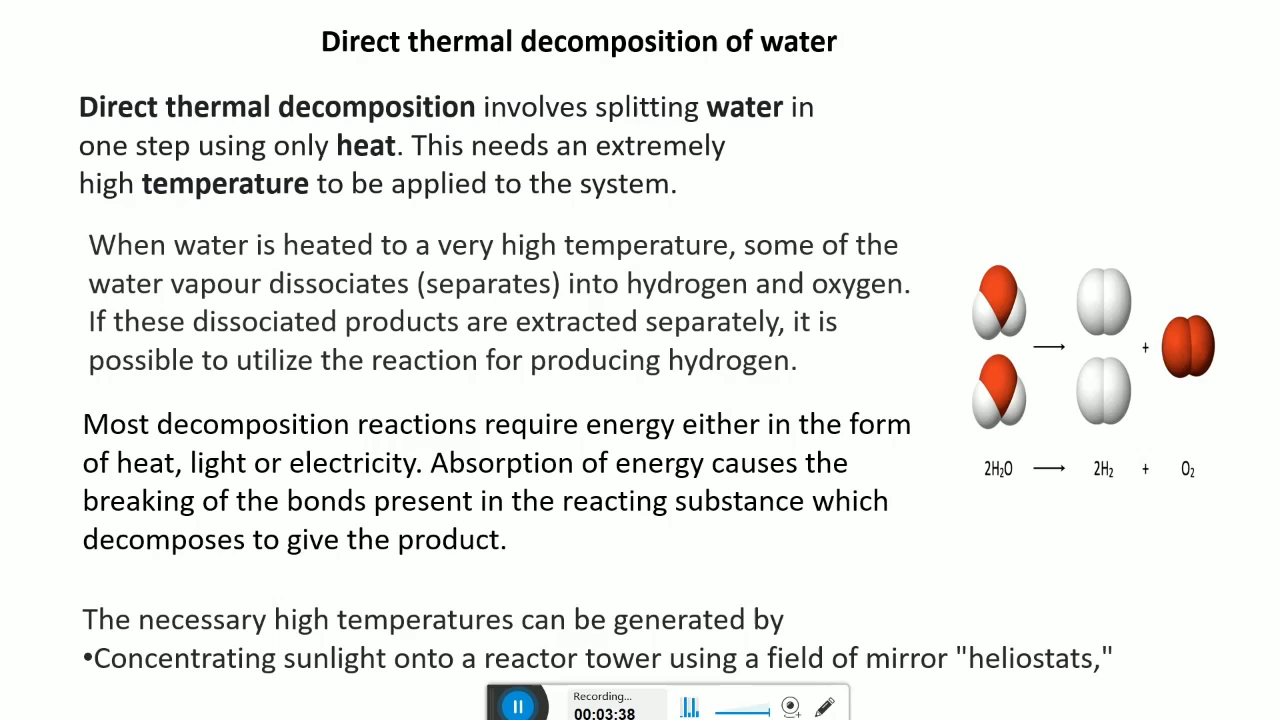 Direct thermal decomposition of water
Direct thermal decomposition involves splitting water in
one step using only heat. This needs an extremely
high temperature to be applied to the system.
When water is heated to a very high temperature, some of the
water vapour dissociates (separates) into hydrogen and oxygen.
If these dissociated products are extracted separately, it is
possible to utilize the reaction for producing hydrogen.
Most decomposition reactions require energy either in the form
of heat, light or electricity. Absorption of energy causes the
breaking of the bonds present in the reacting substance which
decomposes to give the product.
+
2H₂O ⟶ 2H₂ + O₂
The necessary high temperatures can be generated by
•Concentrating sunlight onto a reactor tower using a field of mirror "heliostats,"
Recording...
00:03:38